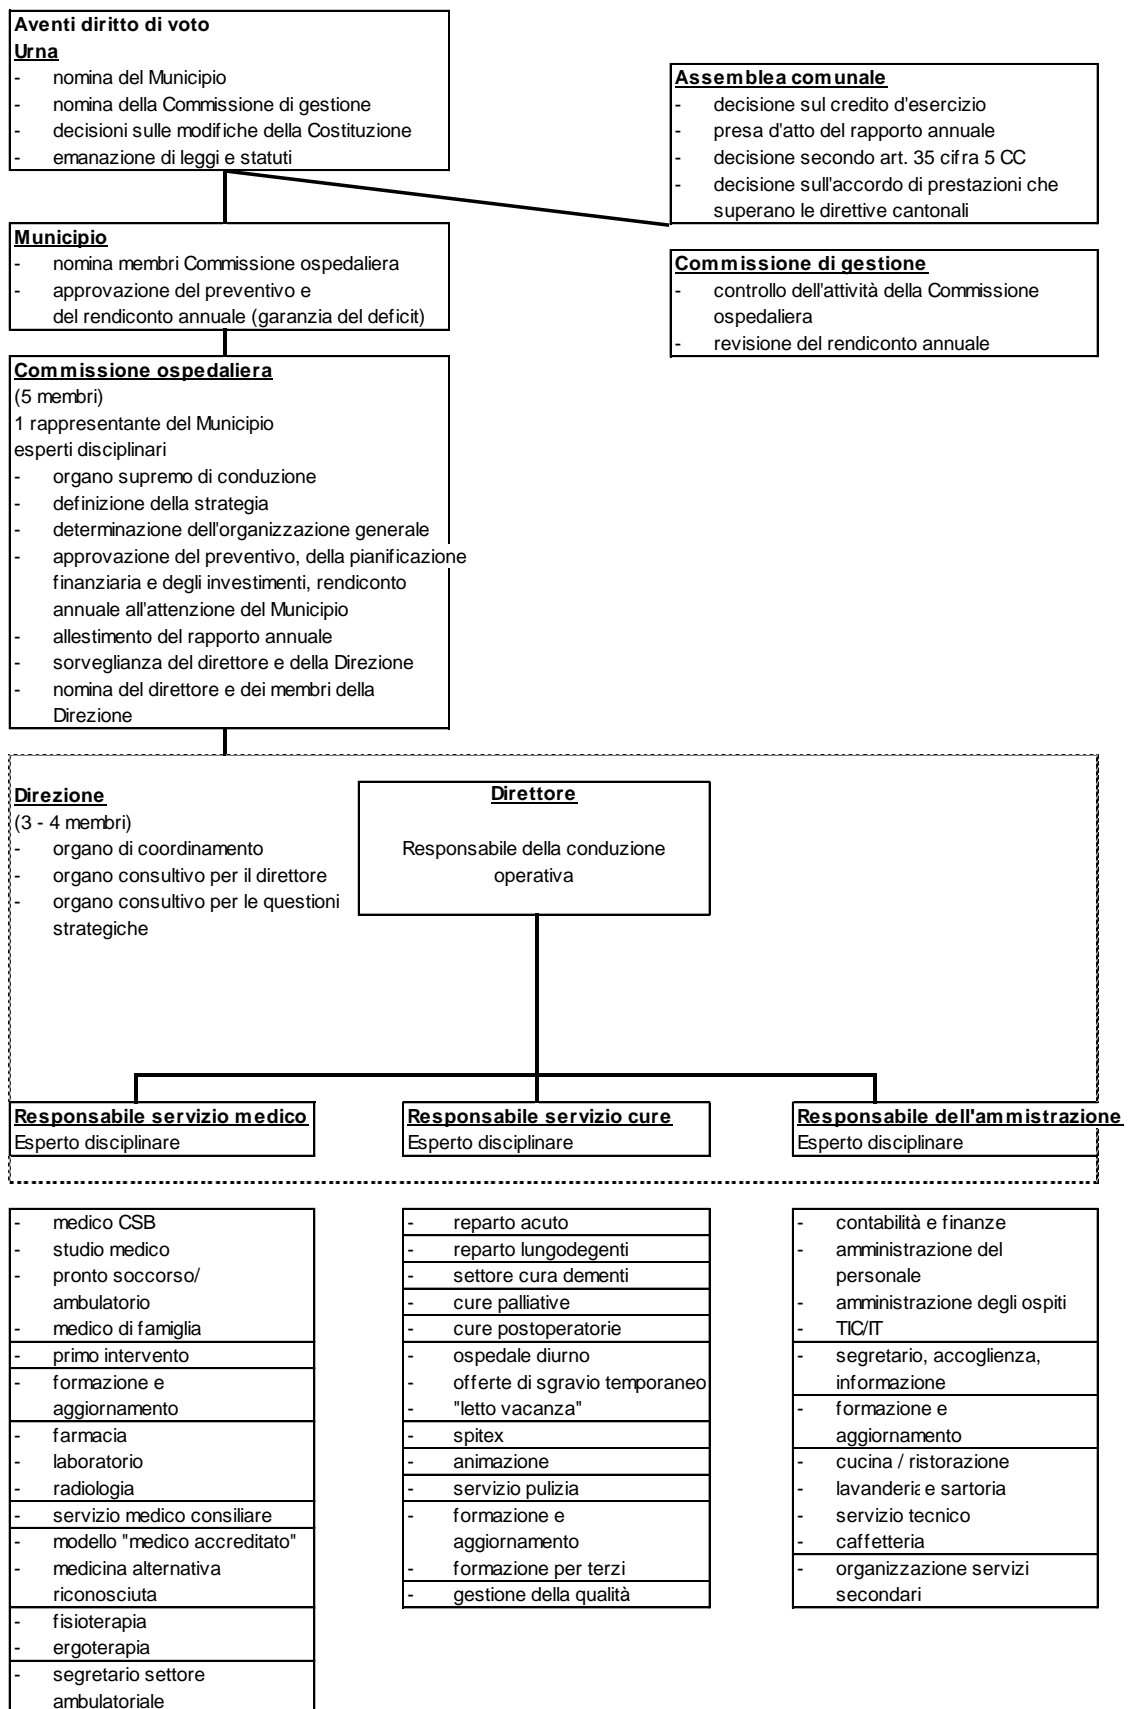 Aventi diritto di voto
Urna
- nomina del Municipio
- nomina della Commissione di gestione
- decisioni sulle modifiche della Costituzione
- emanazione di leggi e statuti
Assemblea comunale
- decisione sul credito d'esercizio
- presa d'atto del rapporto annuale
- decisione secondo art. 35 cifra 5 CC
- decisione sull'accordo di prestazioni che
superano le direttive cantonali
Municipio
- nomina membri Commissione ospedaliera
- approvazione del preventivo e
del rendiconto annuale (garanzia del deficit)
Commissione di gestione
- controllo dell'attività della Commissione
ospedaliera
- revisione del rendiconto annuale
Commissione ospedaliera
(5 membri)
1 rappresentante del Municipio
esperti disciplinari
- organo supremo di conduzione
- definizione della strategia
- determinazione dell'organizzazione generale
- approvazione del preventivo, della pianificazione
finanziaria e degli investimenti, rendiconto
annuale all'attenzione del Municipio
- allestimento del rapporto annuale
- sorveglianza del direttore e della Direzione
- nomina del direttore e dei membri della
Direzione
Direzione
(3 - 4 membri)
- organo di coordinamento
- organo consultivo per il direttore
- organo consultivo per le questioni
strategiche
Direttore
Responsabile della conduzione
operativa
Responsabile servizio medico
Esperto disciplinare
Responsabile servizio cure
Esperto disciplinare
Responsabile dell'ammistrazione
Esperto disciplinare
- medico CSB
- studio medico
- pronto soccorso/
ambulatorio
- medico di famiglia
- primo intervento
- formazione e
aggiornamento
- farmacia
- laboratorio
- radiologia
- servizio medico consiliare
- modello "medico accreditato"
- medicina alternativa
riconosciuta
- fisioterapia
- ergoterapia
- segretario settore
ambulatoriale
- reparto acuto
- reparto lungodegenti
- settore cura dementi
- cure palliative
- cure postoperatorie
- ospedale diurno
- offerte di sgravio temporaneo
- "letto vacanza"
- spitex
- animazione
- servizio pulizia
- formazione e
aggiornamento
- formazione per terzi
- gestione della qualità
- contabilità e finanze
- amministrazione del
personale
- amministrazione degli ospiti
- TIC/IT
- segretario, accoglienza,
informazione
- formazione e
aggiornamento
- cucina / ristorazione
- lavanderia e sartoria
- servizio tecnico
- caffetteria
- organizzazione servizi
secondari